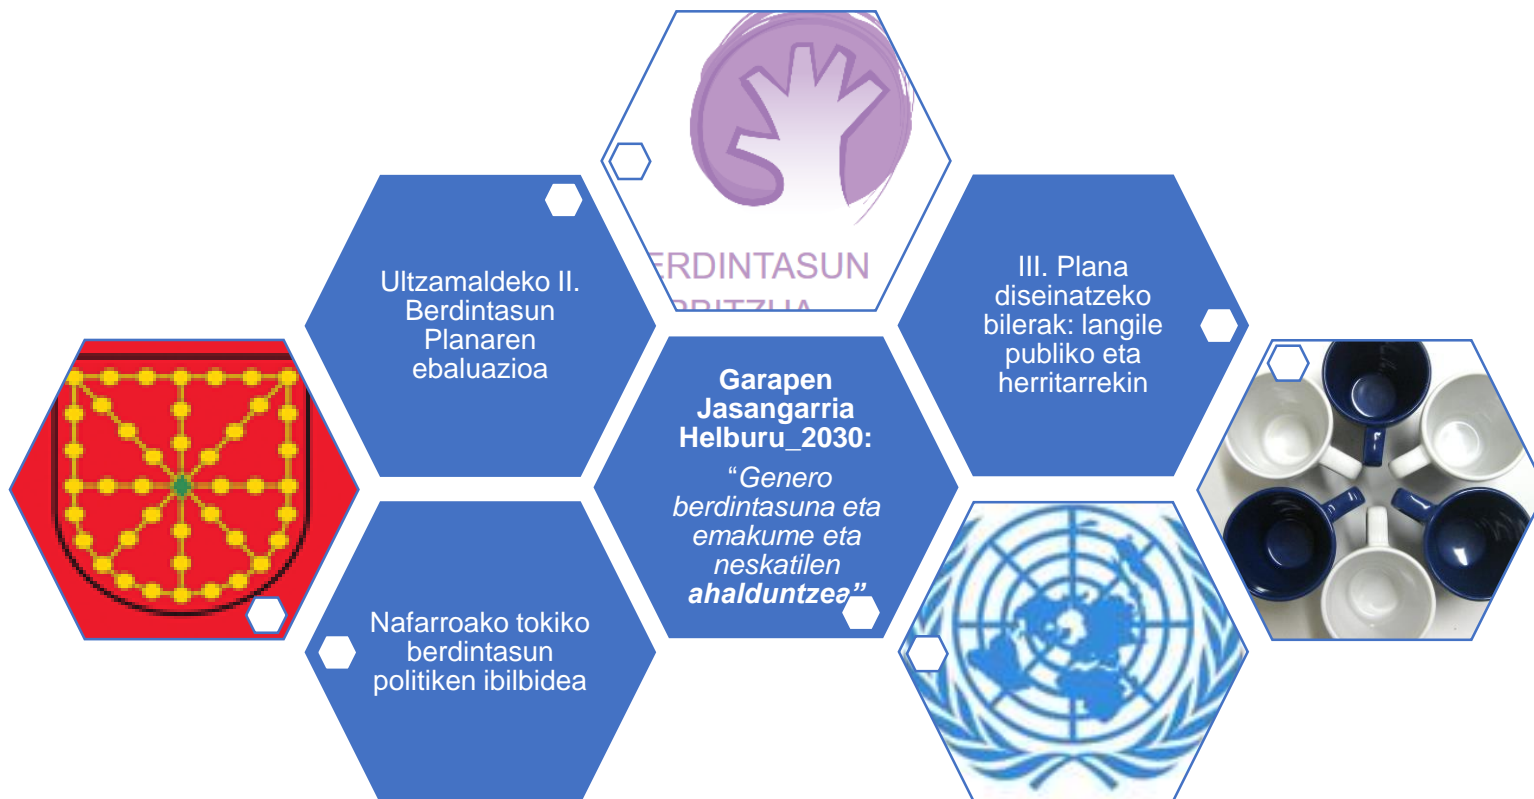 ERDINTASUN
Ultzamaldeko II.
Berdintasun
Planaren
ebaluazioa
III. Plana
diseinatzeko
bilerak: langile
publiko eta
herritarrekin
Garapen
Jasangarria
Helburu_2030:
“Genero
berdintasuna eta
emakume eta
neskatilen
ahalduntzea”
Nafarroako tokiko
berdintasun
politiken ibilbidea